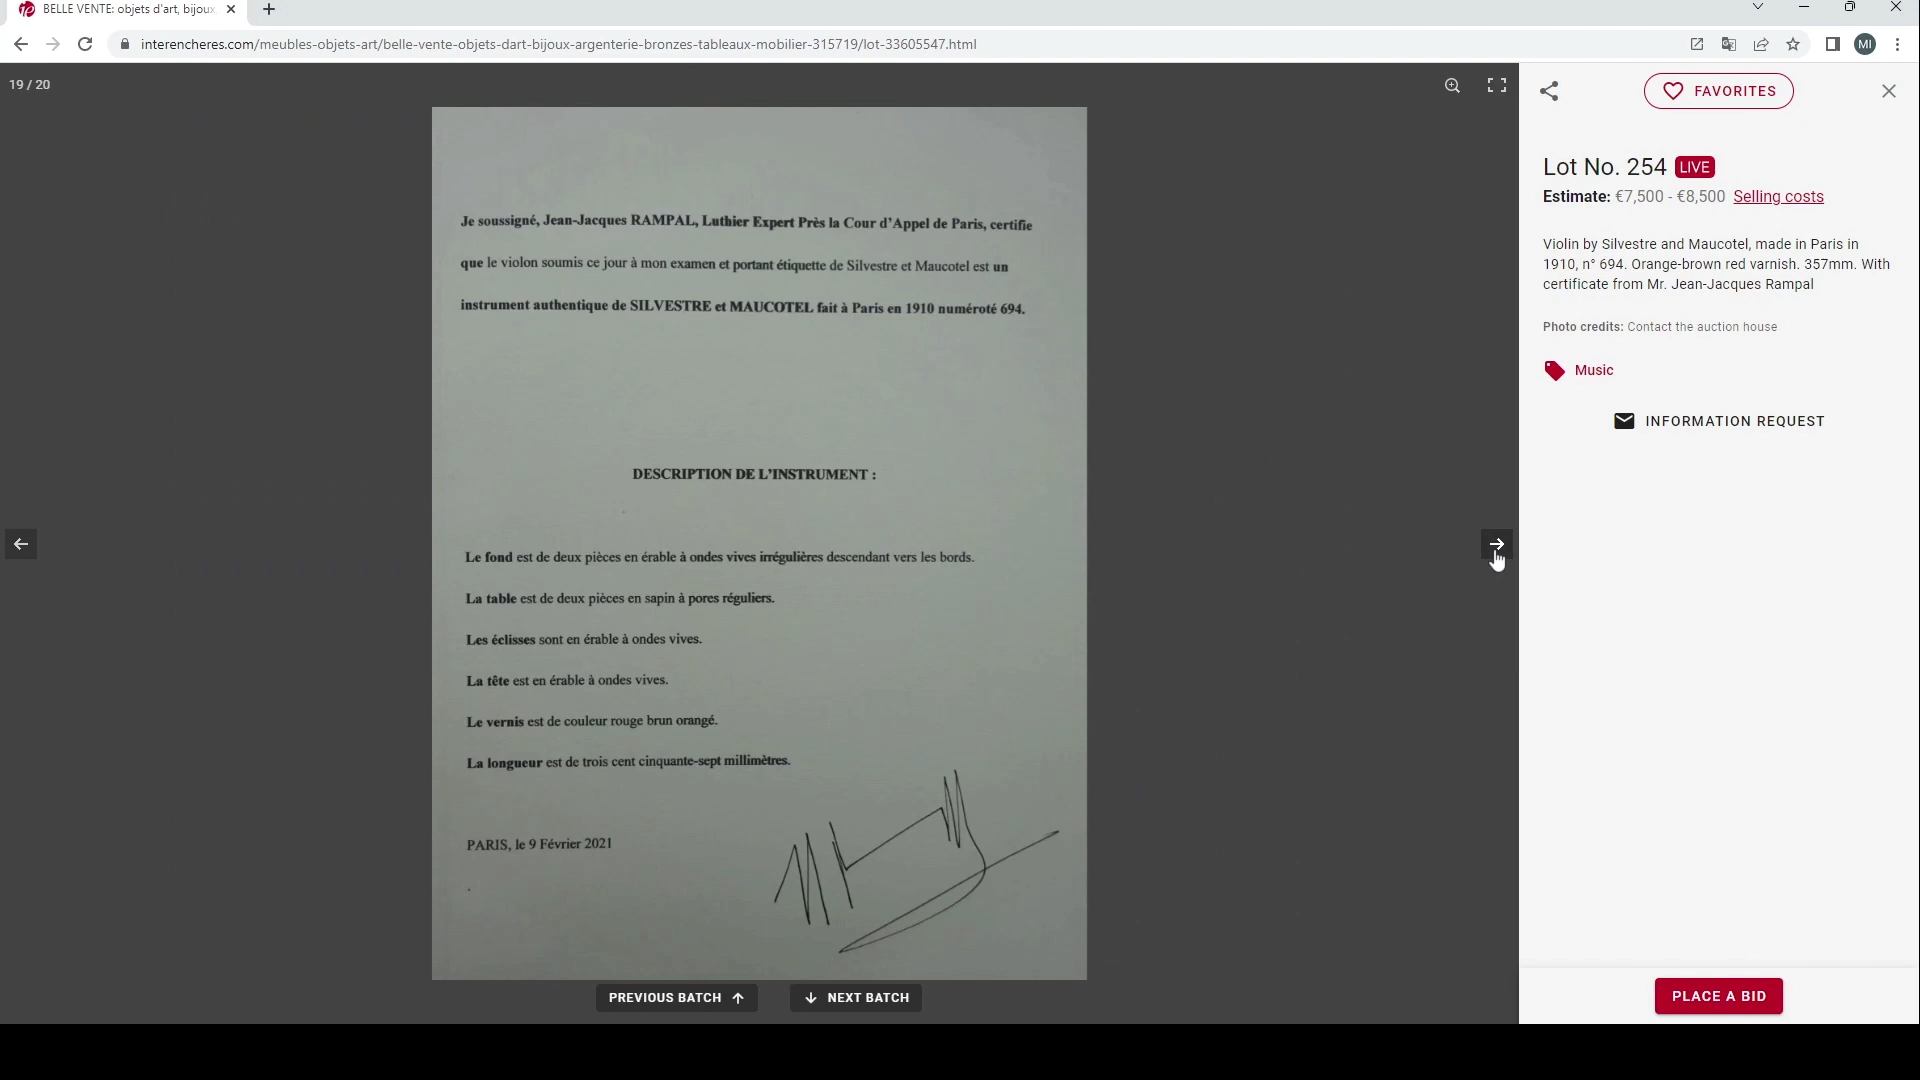 BELLE VENTE: objets d'art, bijoux
interencheres.com/meubles-objets-art/belle-vente-objets-dart-bijoux-argenterie-bronzes-tableaux-mobilier-315719/lot-33605547.html
MI
19 / 20
FAVORITES
Je soussigné, Jean-Jacques RAMPAL, Luthier Expert Près la Cour d'Appel de Paris, certifie
que le violon soumis ce jour à mon examen et portant étiquette de Silvestre et Maucotel est un
instrument authentique de SILVESTRE et MAUCOTEL fait à Paris en 1910 numéroté 694.
DESCRIPTION DE L'INSTRUMENT :
Le fond est de deux pièces en érable à ondes vives irrégulières descendant vers les bords.
La table est de deux pièces en sapin à pores réguliers.
Les éclisses sont en érable à ondes vives.
La tête est en érable à ondes vives.
Le vernis est de couleur rouge brun orangé.
La longueur est de trois cent cinquante-sept millimètres.
PARIS, le 9 Février 2021
PREVIOUS BATCH
NEXT BATCH
Lot No. 254 LIVE
Estimate: €7,500 - €8,500 Selling costs
Violin by Silvestre and Maucotel, made in Paris in
1910, n° 694. Orange-brown red varnish. 357mm. With
certificate from Mr. Jean-Jacques Rampal
Photo credits: Contact the auction house
Music
INFORMATION REQUEST
PLACE A BID